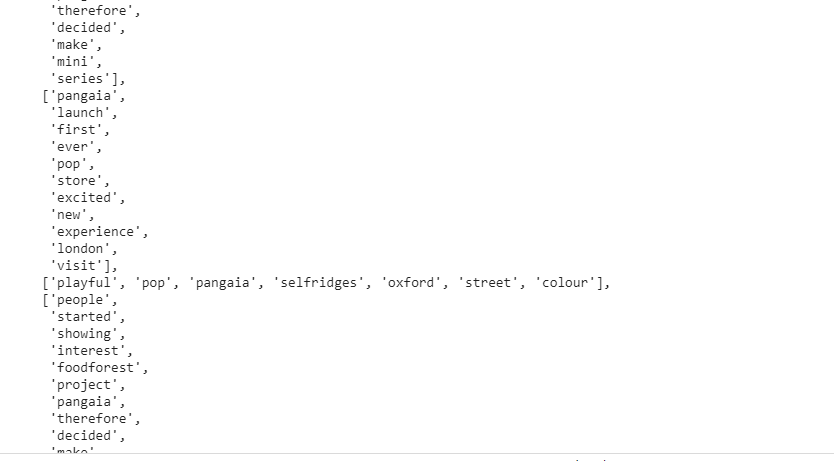 'therefore',
'decided',
'make',
'mini',
'series'],
['pangaia',
'launch',
'first',
'ever',
'pop',
'store',
'excited',
'new',
'experience',
'london',
'visit'],
['playful', 'pop', 'pangaia', 'selfridges', 'oxford', 'street', 'colour'],
['people',
'started',
'showing',
'interest',
'foodforest',
'project',
'pangaia',
'therefore',
'decided',
'make'